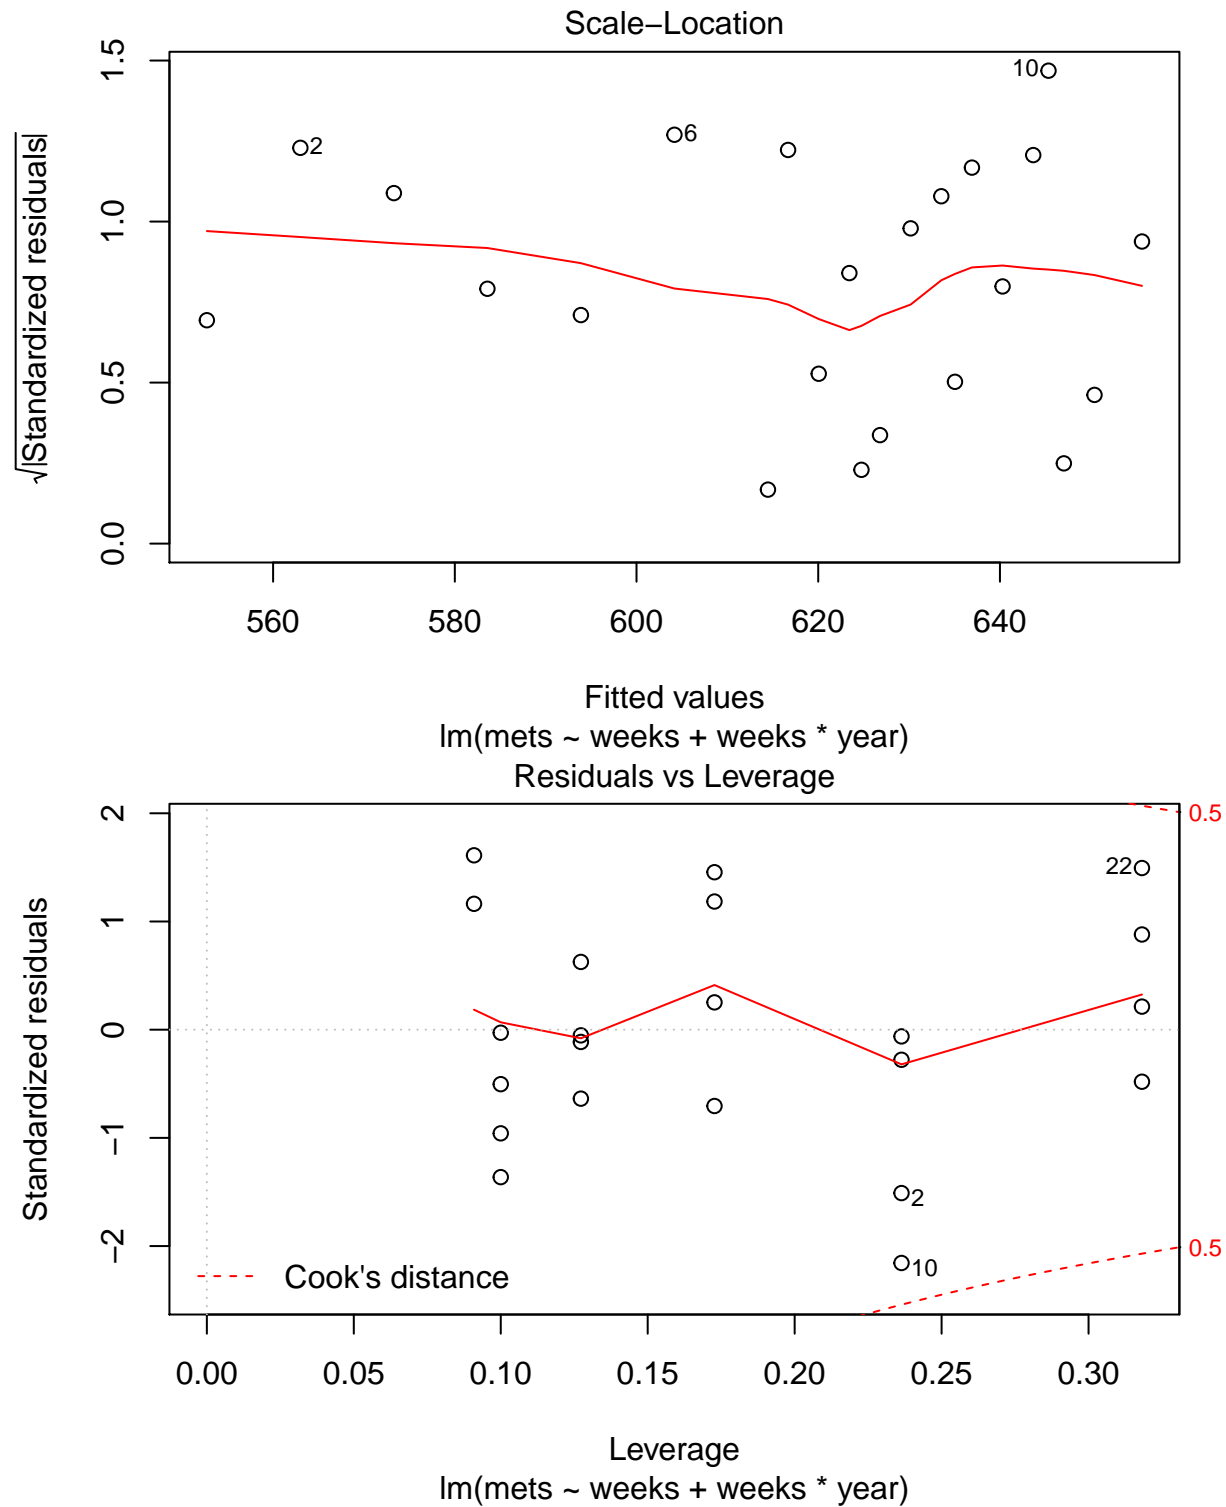 Scale−Location
√|Standardized residuals|
0.0 0.5 1.0 1.5
2
6
10
560 580 600 620 640
Fitted values
lm(mets ~ weeks + weeks * year)
Residuals vs Leverage
Standardized residuals
−2 −1 0 1 2
0.5
22
2
10
0.5
Cook's distance
0.00 0.05 0.10 0.15 0.20 0.25 0.30
Leverage
lm(mets ~ weeks + weeks * year)